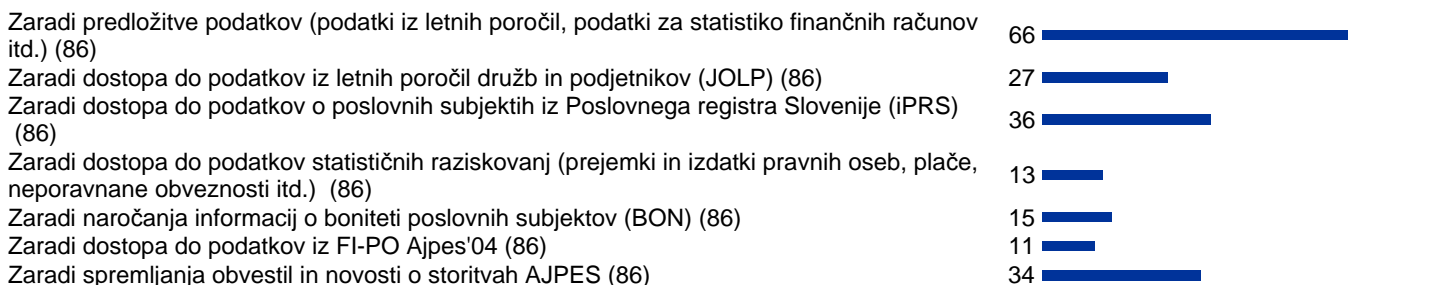 Zaradi predložitve podatkov (podatki iz letnih poročil, podatki za statistiko finančnih računov
itd.) (86)
66
Zaradi dostopa do podatkov iz letnih poročil družb in podjetnikov (JOLP) (86)
27
Zaradi dostopa do podatkov o poslovnih subjektih iz Poslovnega registra Slovenije (iPRS)
(86)
36
Zaradi dostopa do podatkov statističnih raziskovanj (prejemki in izdatki pravnih oseb, plače,
neporavnane obveznosti itd.) (86)
13
Zaradi naročanja informacij o boniteti poslovnih subjektov (BON) (86)
15
Zaradi dostopa do podatkov iz FI-PO Ajpes'04 (86)
11
Zaradi spremljanja obvestil in novosti o storitvah AJPES (86)
34